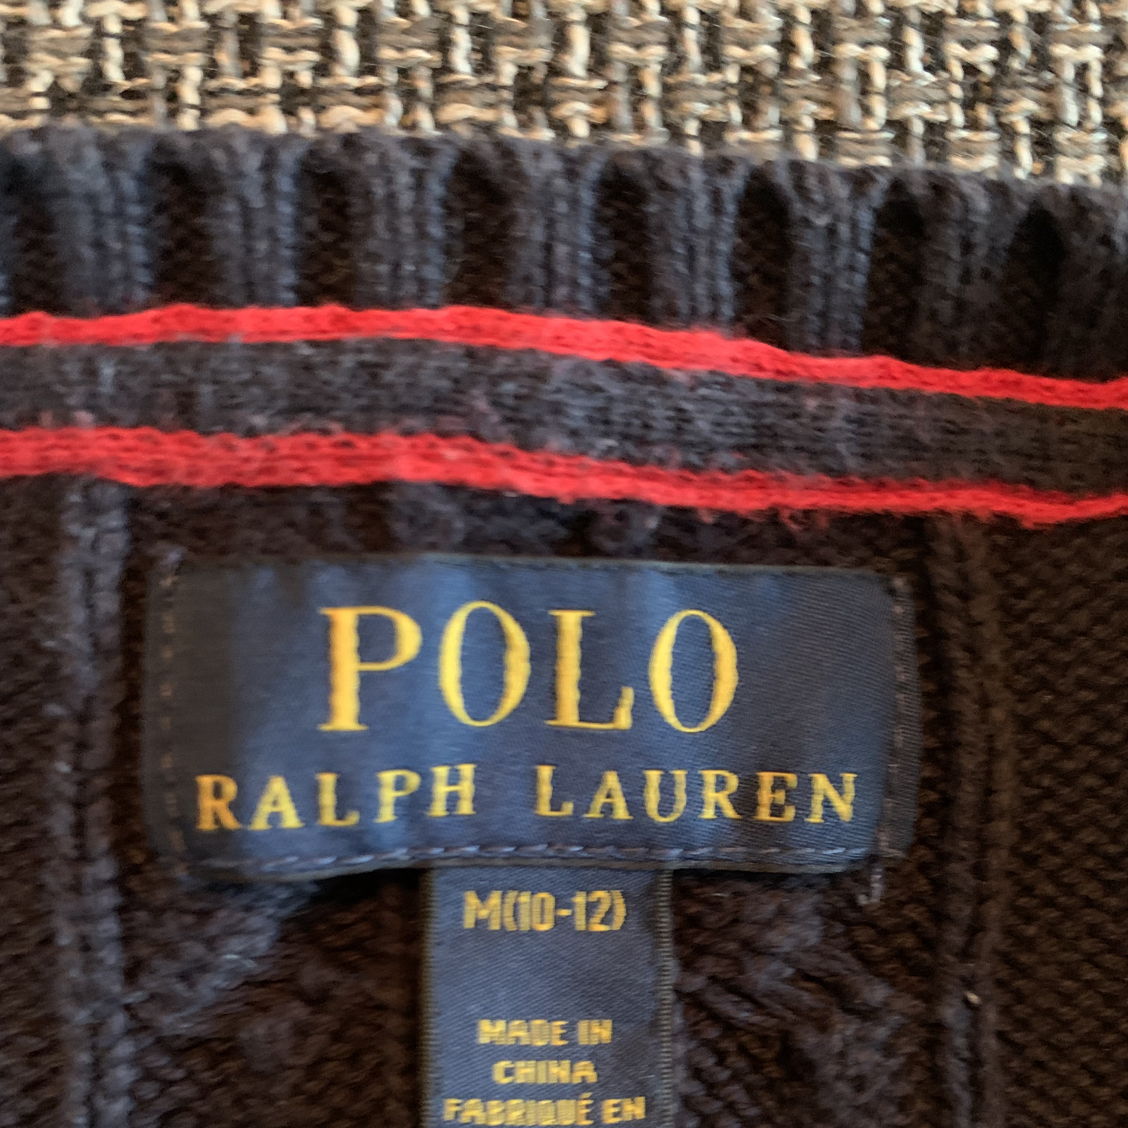 POLO
RALPH LAUREN
M(10-12)
MADE IN
CHINA
FABRIQUÉ EN